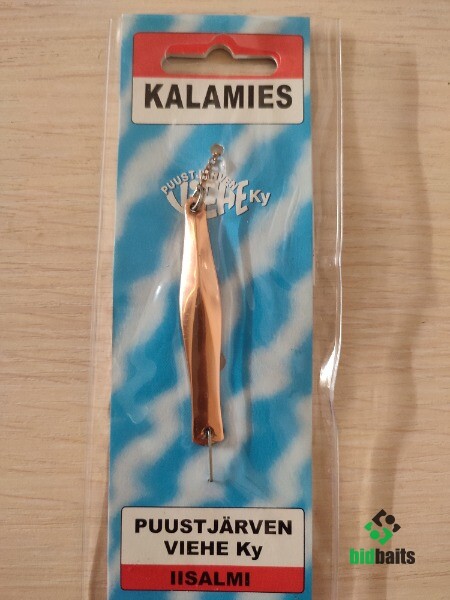 KALAMIES
PUUSTJÄRVEN
VIEHE Ky
PUUSTJÄRVEN
VIEHE Ky
IISALMI
bidbaits